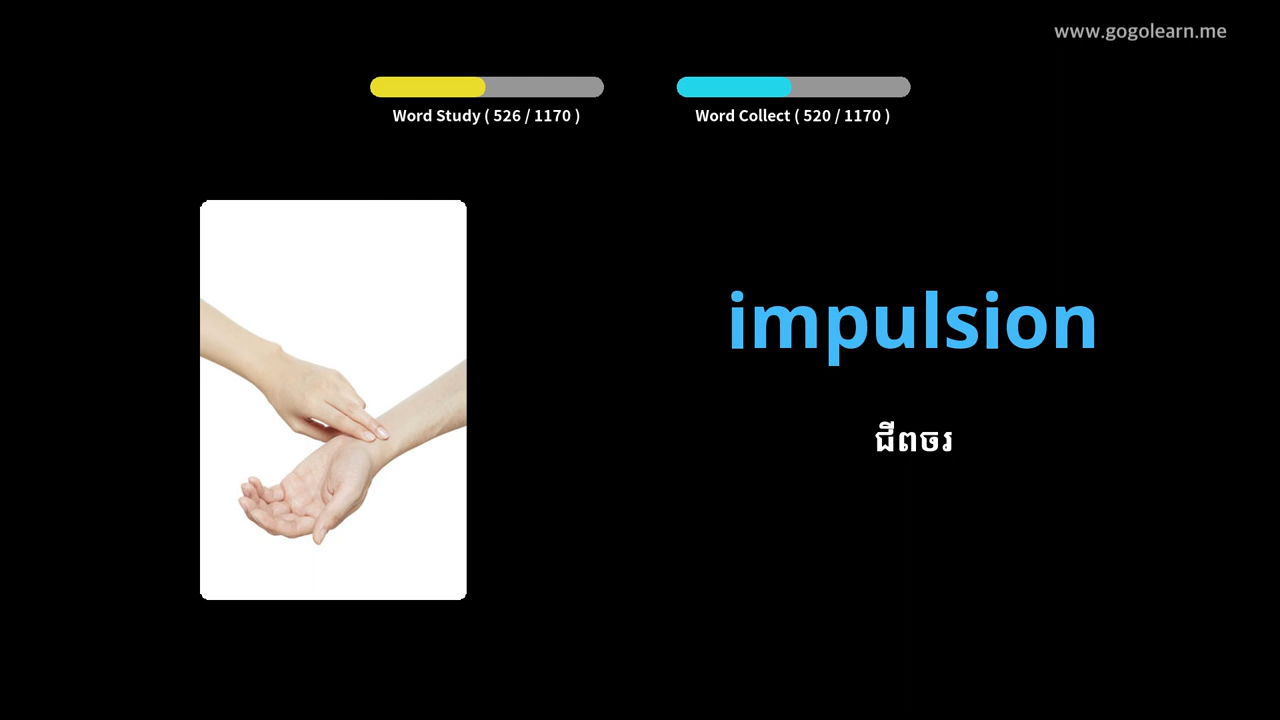 www.gogolearn.me
Word Study ( 526 / 1170 )
Word Collect ( 520 / 1170 )
impulsion
ជីពចរ